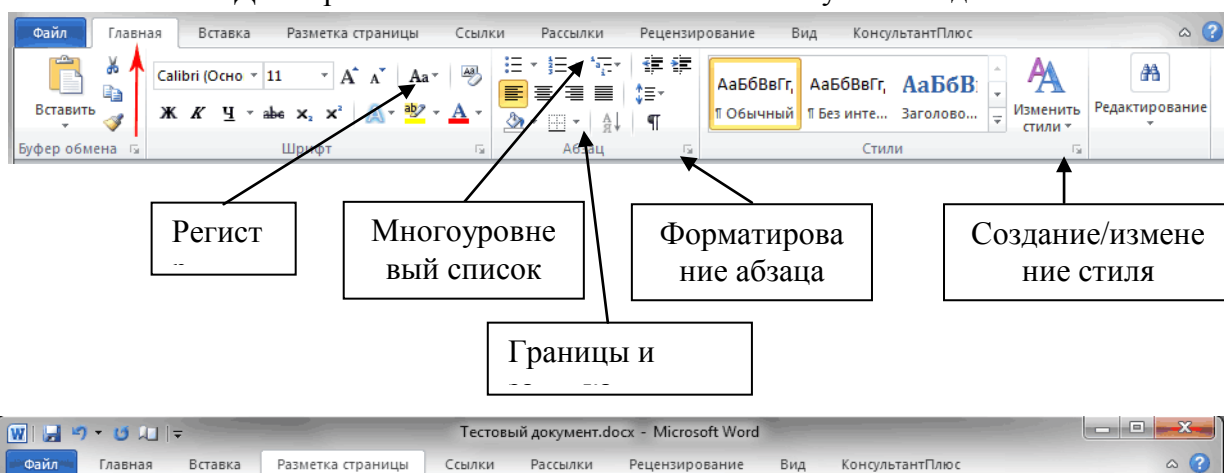 Файл Главная Вставка Разметка страницы Ссылки Рассылки Рецензирование Вид КонсультантПлюс
Calibri (Осно 11 Aa
АаБбВвГг, АаБбВвГг, АаБбВ
Вставить
Ж К Ч abc x₂ x²
¶ Обычный ¶ Без инте... Заголово...
Изменить стили
Редактирование
Буфер обмена Шрифт Абзац Стили
Регист
Многоуровне
вый список
Форматирова
ние абзаца
Создание/измене
ние стиля
Границы и
Тестовый документ.docx - Microsoft Word
Файл Главная Вставка Разметка страницы Ссылки Рассылки Рецензирование Вид КонсультантПлюс